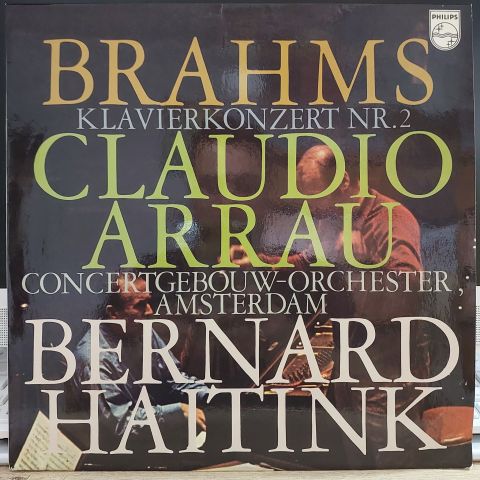 PHILIPS
BRAHMS
KLAVIERKONZERT NR.2
CLAUDIO
ARRAU
CONCERTGEBOUW-ORCHESTER,
AMSTERDAM
BERNARD
HAITINK